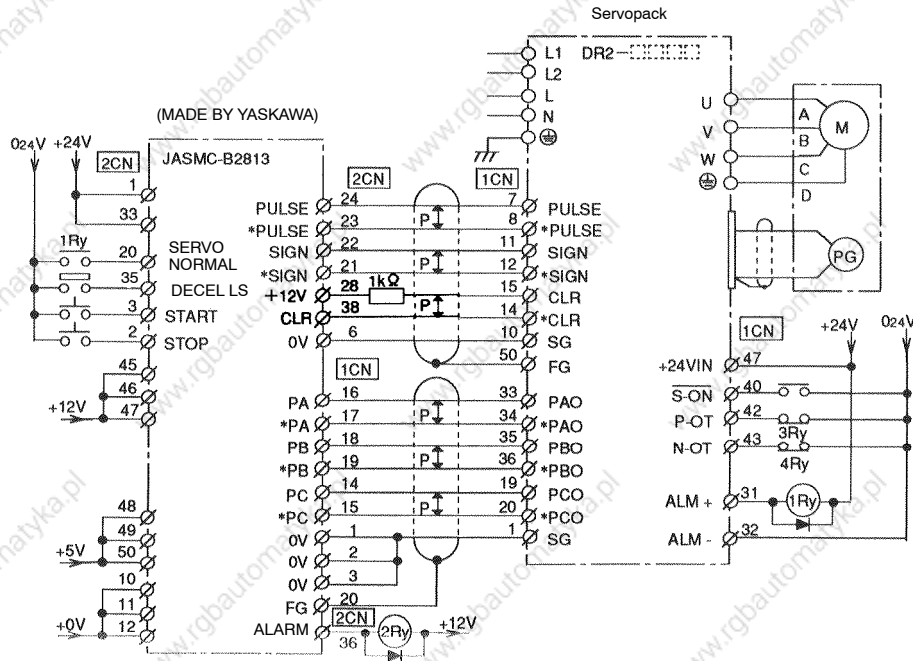 Servopack
L1 DR2
L2
L
N
U
V
W
A
B
C
D
M
PG
(MADE BY YASKAWA)
JASMC-B2813
024V +24V
2CN
1
33
1Ry
20 SERVO NORMAL
35 DECEL LS
3 START
2 STOP
45
46
47
+12V
48
49
50
+5V
10
11
12
+0V
2CN 1CN
PULSE 24 P 7 PULSE
*PULSE 23 8 *PULSE
SIGN 22 P 11 SIGN
*SIGN 21 12 *SIGN
+12V 28 1kΩ P 15 CLR
CLR 38 14 *CLR
0V 6 10 SG
50 FG
1CN
PA 16 P 33 PAO
*PA 17 34 *PAO
PB 18 P 35 PBO
*PB 19 36 *PBO
PC 14 P 19 PCO
*PC 15 20 *PCO
0V 1 1 SG
0V 2
0V 3
FG 20
2CN
ALARM 36 2Ry +12V
1CN
+24V 024V
+24VIN 47
S-ON 40
P-OT 42 3Ry
N-OT 43 4Ry
ALM + 31 1Ry
ALM - 32
www.rgbautomatyka.pl